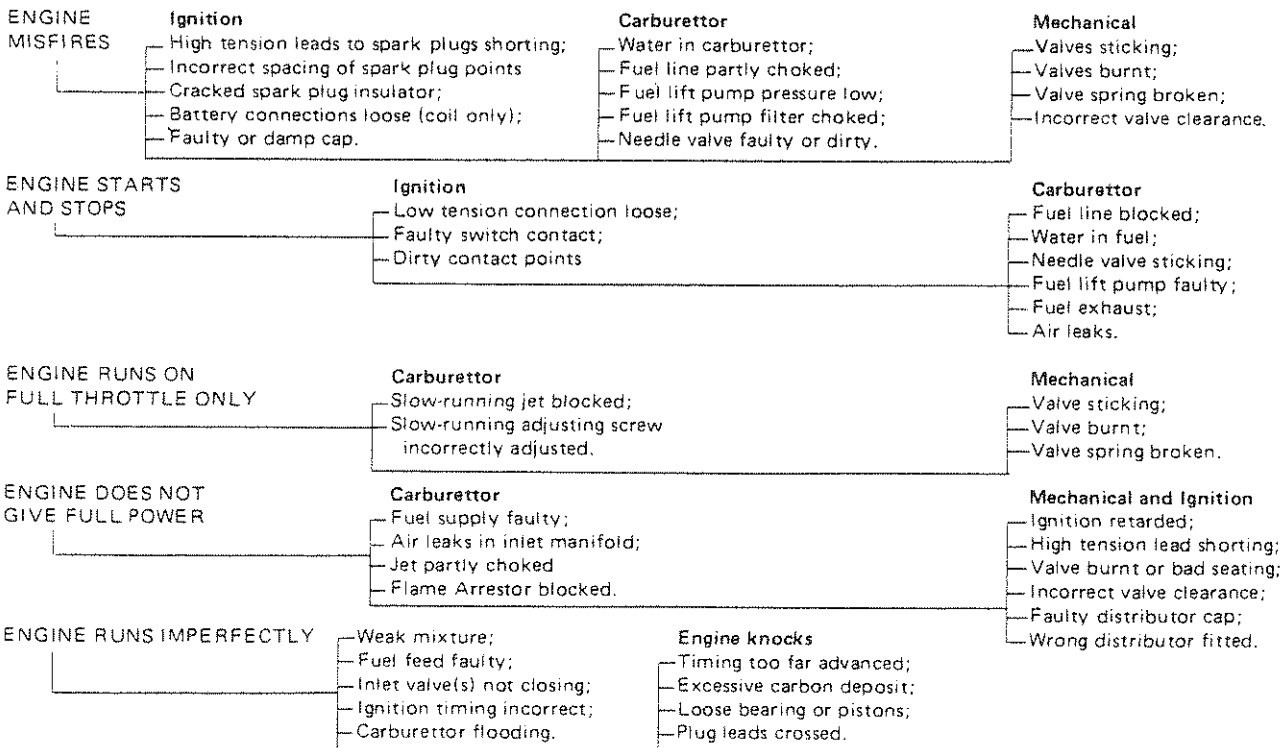 ENGINE
MISFIRES
Ignition
High tension leads to spark plugs shorting;
Incorrect spacing of spark plug points
Cracked spark plug insulator;
Battery connections loose (coil only);
Faulty or damp cap.
Carburettor
Water in carburettor;
Fuel line partly choked;
Fuel lift pump pressure low;
Fuel lift pump filter choked;
Needle valve faulty or dirty.
Mechanical
Valves sticking;
Valves burnt;
Valve spring broken;
Incorrect valve clearance.
ENGINE STARTS
AND STOPS
Ignition
Low tension connection loose;
Faulty switch contact;
Dirty contact points
Carburettor
Fuel line blocked;
Water in fuel;
Needle valve sticking;
Fuel lift pump faulty;
Fuel exhaust;
Air leaks.
ENGINE RUNS ON
FULL THROTTLE ONLY
Carburettor
Slow-running jet blocked;
Slow-running adjusting screw
incorrectly adjusted.
Mechanical
Valve sticking;
Valve burnt;
Valve spring broken.
ENGINE DOES NOT
GIVE FULL POWER
Carburettor
Fuel supply faulty;
Air leaks in inlet manifold;
Jet partly choked
Flame Arrestor blocked.
Mechanical and Ignition
Ignition retarded;
High tension lead shorting;
Valve burnt or bad seating;
Incorrect valve clearance;
Faulty distributor cap;
Wrong distributor fitted.
ENGINE RUNS IMPERFECTLY
Weak mixture;
Fuel feed faulty;
Inlet valve(s) not closing;
Ignition timing incorrect;
Carburettor flooding.
Engine knocks
Timing too far advanced;
Excessive carbon deposit;
Loose bearing or pistons;
Plug leads crossed.